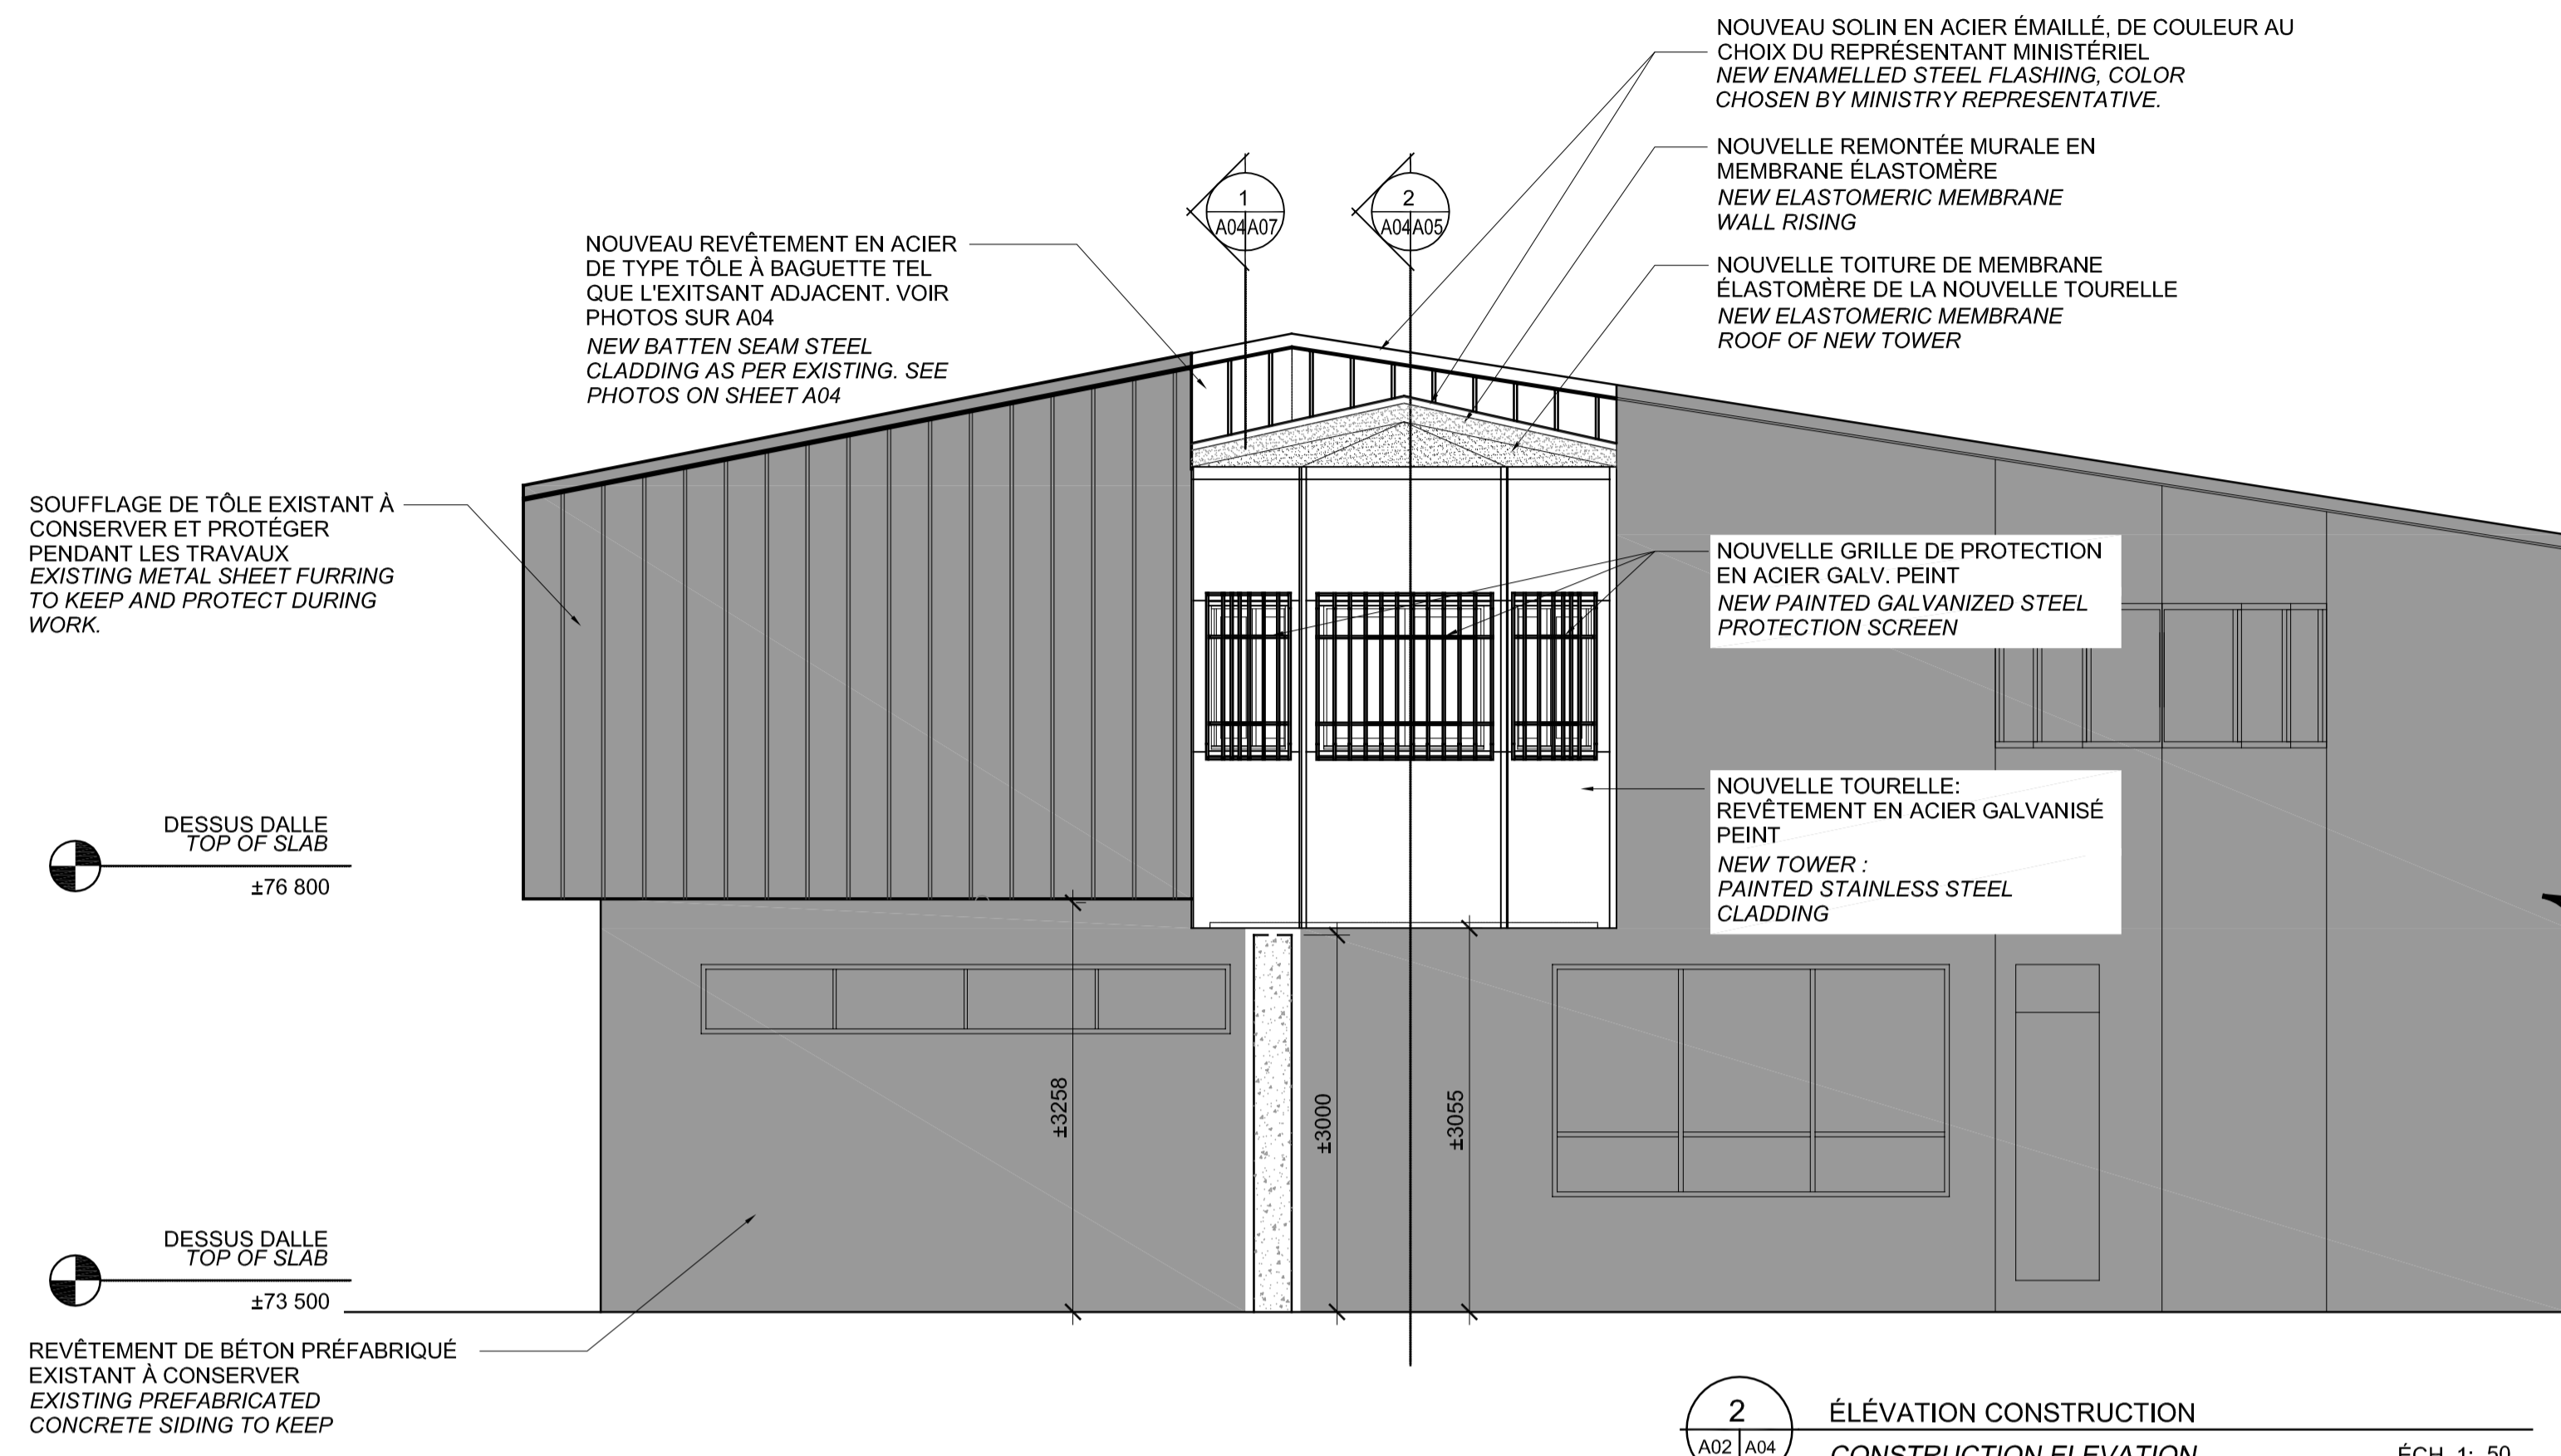 NOUVEAU SOLIN EN ACIER ÉMAILLÉ, DE COULEUR AU
CHOIX DU REPRÉSENTANT MINISTÉRIEL
NEW ENAMELLED STEEL FLASHING, COLOR
CHOSEN BY MINISTRY REPRESENTATIVE.
NOUVELLE REMONTÉE MURALE EN
MEMBRANE ÉLASTOMÈRE
NEW ELASTOMERIC MEMBRANE
WALL RISING
1
A04 A07
2
A04 A05
NOUVEAU REVÊTEMENT EN ACIER
DE TYPE TÔLE À BAGUETTE TEL
QUE L'EXITSANT ADJACENT. VOIR
PHOTOS SUR A04
NEW BATTEN SEAM STEEL
CLADDING AS PER EXISTING. SEE
PHOTOS ON SHEET A04
NOUVELLE TOITURE DE MEMBRANE
ÉLASTOMÈRE DE LA NOUVELLE TOURELLE
NEW ELASTOMERIC MEMBRANE
ROOF OF NEW TOWER
SOUFFLAGE DE TÔLE EXISTANT À
CONSERVER ET PROTÉGER
PENDANT LES TRAVAUX
EXISTING METAL SHEET FURRING
TO KEEP AND PROTECT DURING
WORK.
NOUVELLE GRILLE DE PROTECTION
EN ACIER GALV. PEINT
NEW PAINTED GALVANIZED STEEL
PROTECTION SCREEN
NOUVELLE TOURELLE:
REVÊTEMENT EN ACIER GALVANISÉ
PEINT
NEW TOWER :
PAINTED STAINLESS STEEL
CLADDING
DESSUS DALLE
TOP OF SLAB
±76 800
±3258
±3000
±3055
DESSUS DALLE
TOP OF SLAB
±73 500
REVÊTEMENT DE BÉTON PRÉFABRIQUÉ
EXISTANT À CONSERVER
EXISTING PREFABRICATED
CONCRETE SIDING TO KEEP
2
A02 A04
ÉLÉVATION CONSTRUCTION
CONSTRUCTION ELEVATION
ÉCH. 1: 50